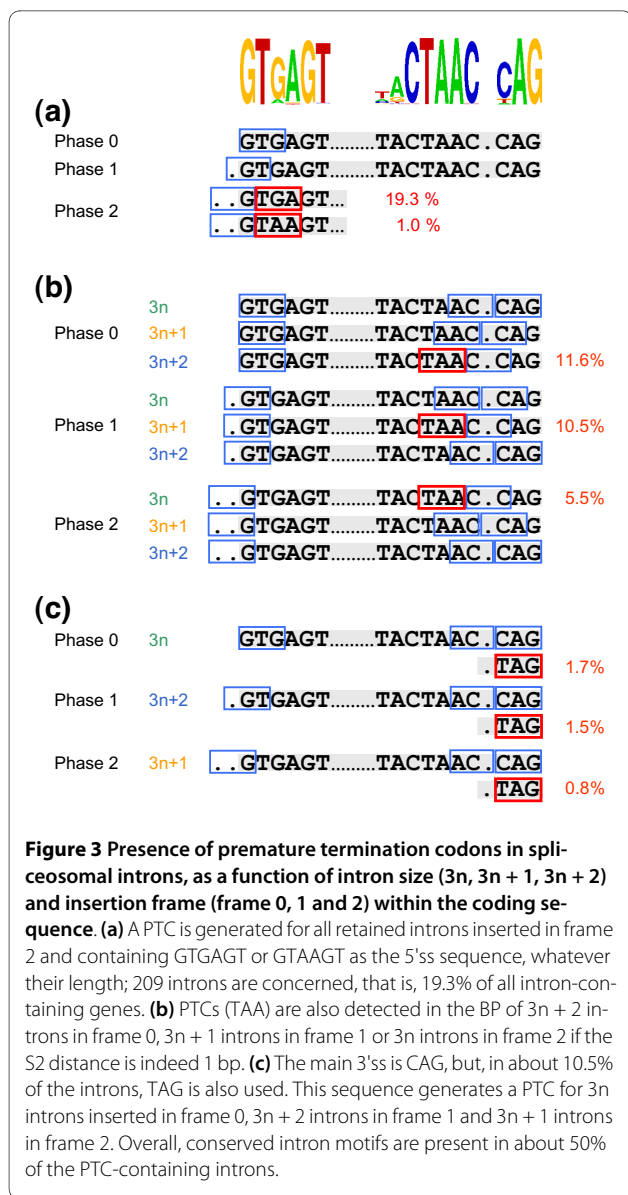 GTGAGT TACTAAC CAG
(a)
Phase 0 GTGAGT.........TACTAAC.CAG
Phase 1 .GTGAGT.........TACTAAC.CAG
Phase 2
..GTGAGT... 19.3 %
..GTAAGT... 1.0 %
(b)
Phase 0
3n GTGAGT.........TACTAAC.CAG
3n+1 GTGAGT.........TACTAAC.CAG
3n+2 GTGAGT.........TACTAAC.CAG 11.6%
Phase 1
3n .GTGAGT.........TACTAAC.CAG
3n+1 .GTGAGT.........TACTAAC.CAG 10.5%
3n+2 .GTGAGT.........TACTAAC.CAG
Phase 2
3n ..GTGAGT.........TACTAAC.CAG 5.5%
3n+1 ..GTGAGT.........TACTAAC.CAG
3n+2 ..GTGAGT.........TACTAAC.CAG
(c)
Phase 0 3n GTGAGT.........TACTAAC.CAG
.TAG 1.7%
Phase 1 3n+2 .GTGAGT.........TACTAAC.CAG
.TAG 1.5%
Phase 2 3n+1 ..GTGAGT.........TACTAAC.CAG
.TAG 0.8%
Figure 3 Presence of premature termination codons in spli-
ceosomal introns, as a function of intron size (3n, 3n + 1, 3n + 2)
and insertion frame (frame 0, 1 and 2) within the coding se-
quence. (a) A PTC is generated for all retained introns inserted in frame
2 and containing GTGAGT or GTAAGT as the 5'ss sequence, whatever
their length; 209 introns are concerned, that is, 19.3% of all intron-con-
taining genes. (b) PTCs (TAA) are also detected in the BP of 3n + 2 in-
trons in frame 0, 3n + 1 introns in frame 1 or 3n introns in frame 2 if the
S2 distance is indeed 1 bp. (c) The main 3'ss is CAG, but, in about 10.5%
of the introns, TAG is also used. This sequence generates a PTC for 3n
introns inserted in frame 0, 3n + 2 introns in frame 1 and 3n + 1 introns
in frame 2. Overall, conserved intron motifs are present in about 50%
of the PTC-containing introns.